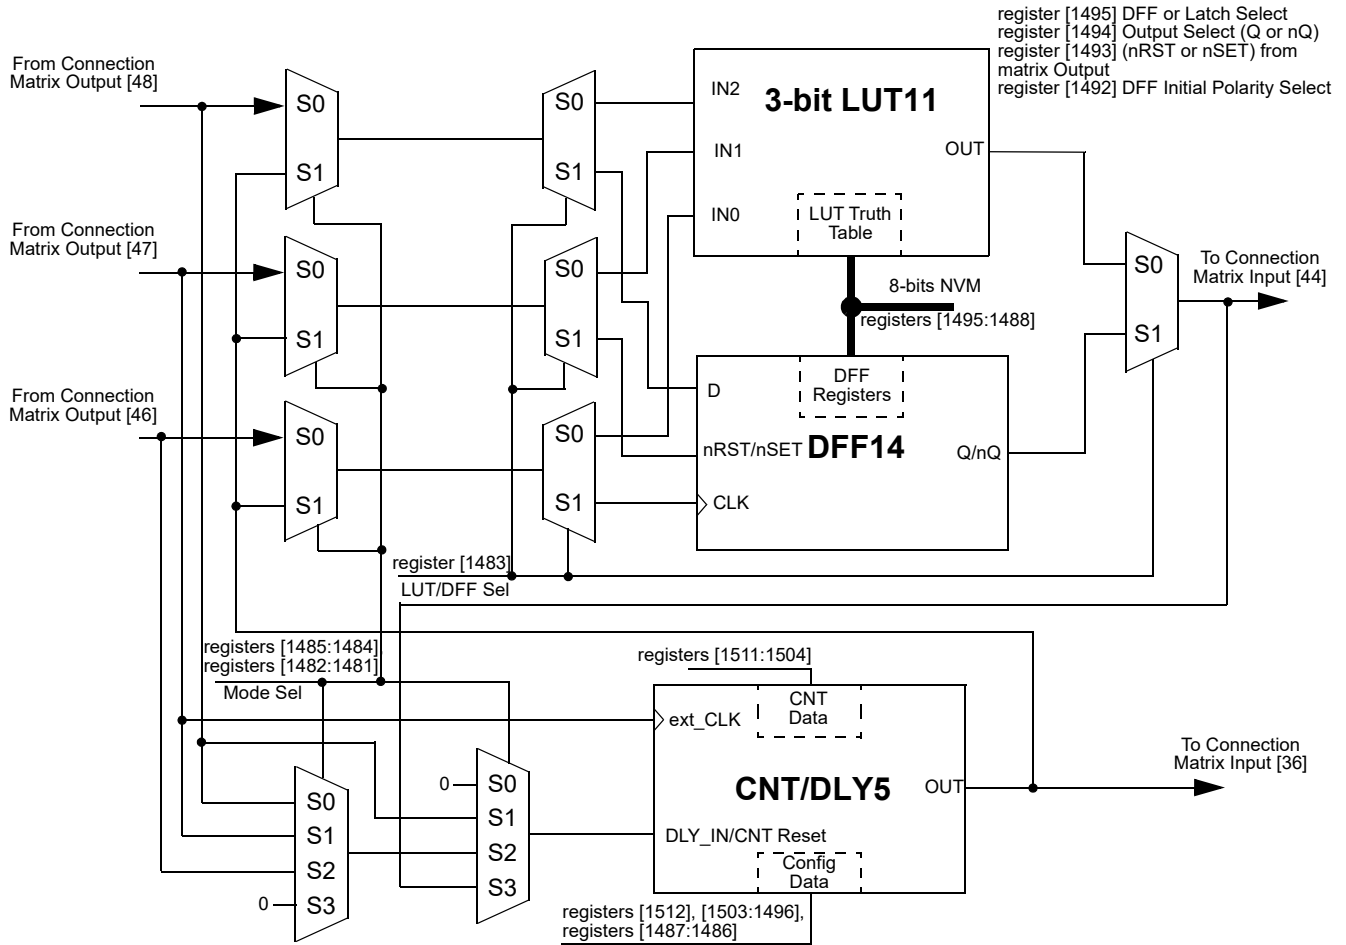 register [1495] DFF or Latch Select
register [1494] Output Select (Q or nQ)
register [1493] (nRST or nSET) from
matrix Output
register [1492] DFF Initial Polarity Select
From Connection
Matrix Output [48]
S0
S1
S0
S1
IN2
IN1
IN0
3-bit LUT11
OUT
LUT Truth
Table
From Connection
Matrix Output [47]
S0
S1
S0
S1
8-bits NVM
registers [1495:1488]
S0
S1
To Connection
Matrix Input [44]
From Connection
Matrix Output [46]
S0
S1
S0
S1
D
nRST/nSET
CLK
DFF
Registers
DFF14
Q/nQ
register [1483]
LUT/DFF Sel
registers [1485:1484],
registers [1482:1481]
Mode Sel
registers [1511:1504]
ext_CLK
CNT
Data
CNT/DLY5
OUT
DLY_IN/CNT Reset
Config
Data
To Connection
Matrix Input [36]
S0
S1
S2
0
S3
0
S0
S1
S2
S3
registers [1512], [1503:1496],
registers [1487:1486]